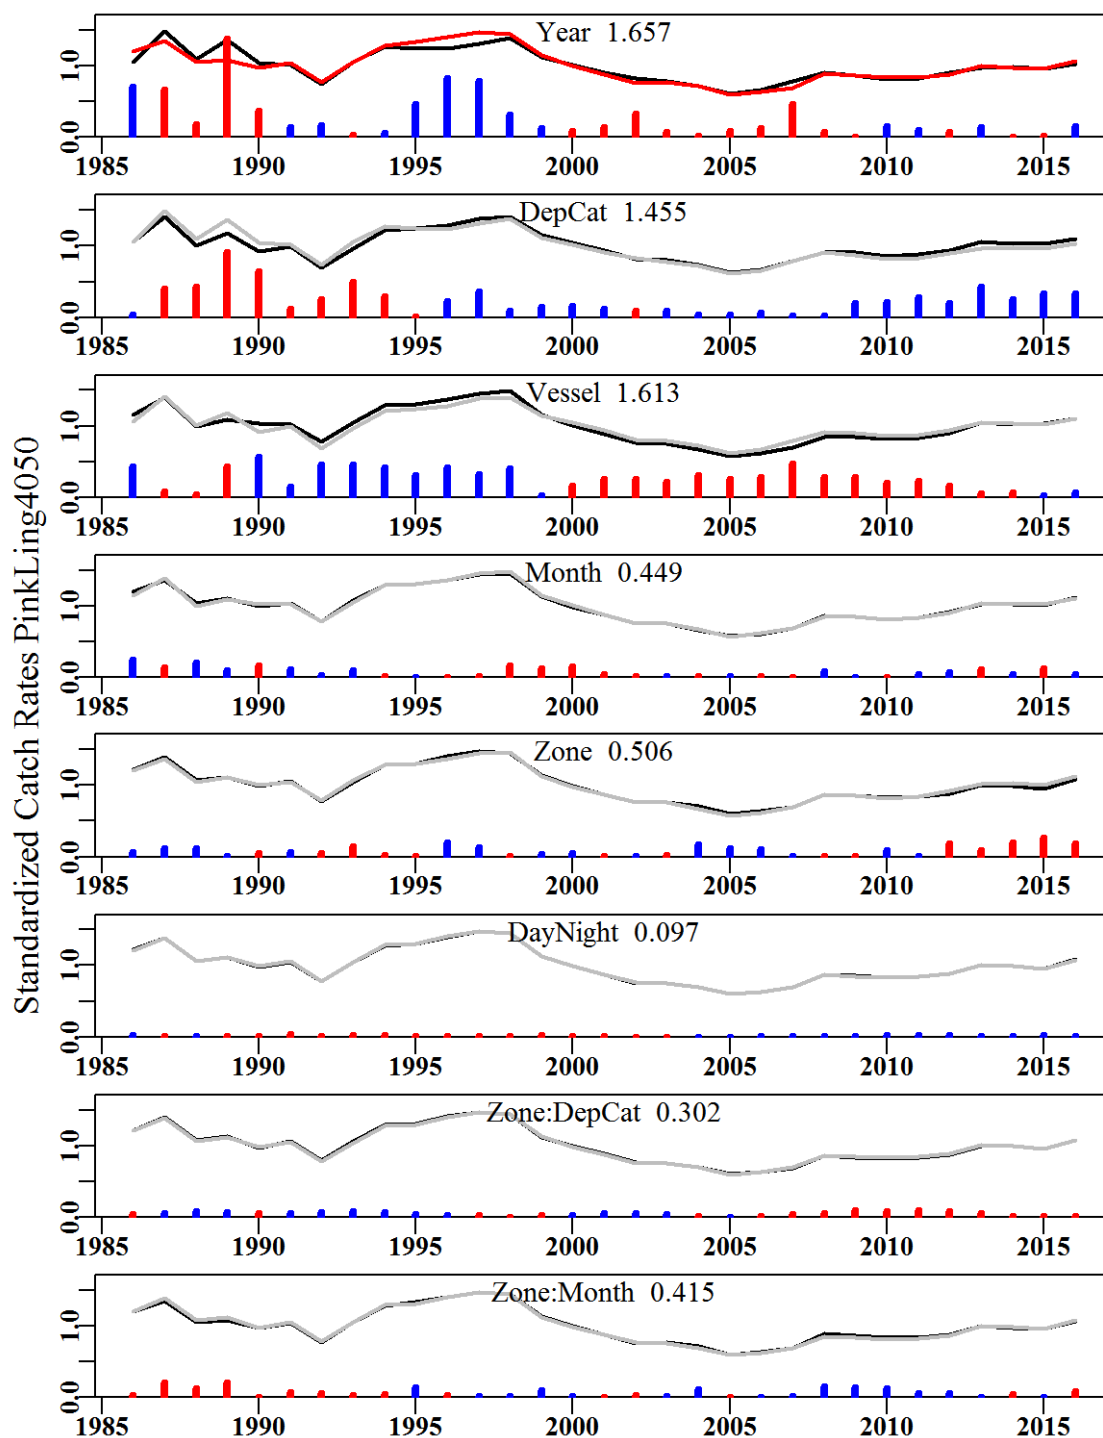 Standardized Catch Rates PinkLing4050
Year 1.657
0.0 1.0
1985 1990 1995 2000 2005 2010 2015
DepCat 1.455
0.0 1.0
1985 1990 1995 2000 2005 2010 2015
Vessel 1.613
0.0 1.0
1985 1990 1995 2000 2005 2010 2015
Month 0.449
0.0 1.0
1985 1990 1995 2000 2005 2010 2015
Zone 0.506
0.0 1.0
1985 1990 1995 2000 2005 2010 2015
DayNight 0.097
0.0 1.0
1985 1990 1995 2000 2005 2010 2015
Zone:DepCat 0.302
0.0 1.0
1985 1990 1995 2000 2005 2010 2015
Zone:Month 0.415
0.0 1.0
1985 1990 1995 2000 2005 2010 2015